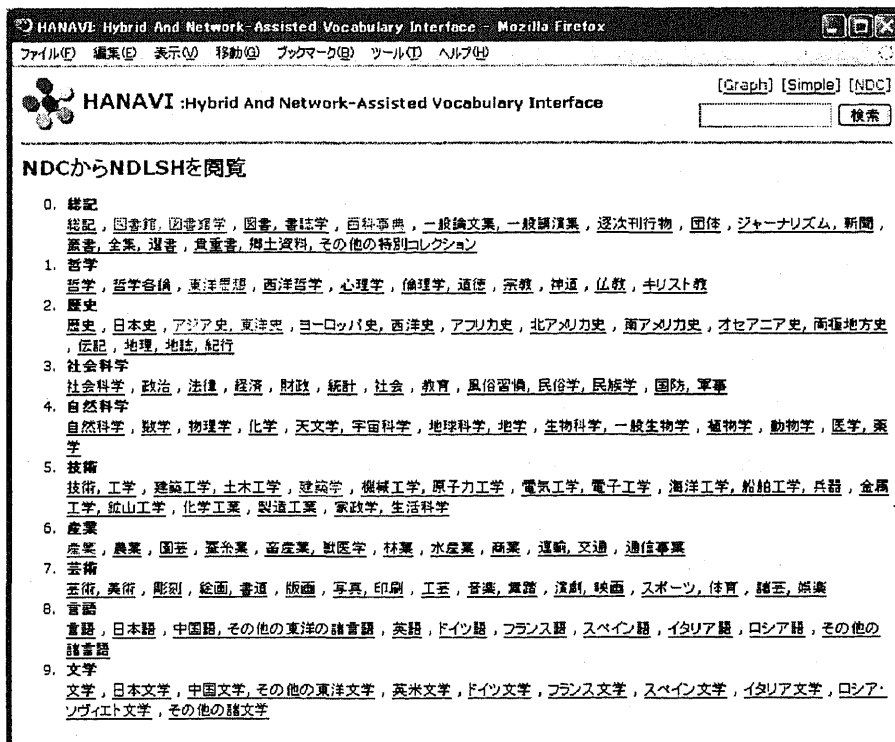 HANAVI: Hybrid And Network-Assisted Vocabulary Interface - Mozilla Firefox
ファイル(F) 編集(E) 表示(V) 移動(G) ブックマーク(B) ツール(T) ヘルプ(H)
[Graph] [Simple] [NDC]
HANAVI :Hybrid And Network-Assisted Vocabulary Interface
検索
NDCからNDLSHを閲覧
0. 総記
総記 , 図書館, 図書館学 , 図書, 書誌学 , 百科事典 , 一般論文集, 一般講演集 , 逐次刊行物 , 団体 , ジャーナリズム, 新聞 ,
叢書, 全集, 選書 , 貴重書, 郷土資料, その他の特別コレクション
1. 哲学
哲学 , 哲学各論 , 東洋思想 , 西洋哲学 , 心理学 , 倫理学, 道徳 , 宗教 , 神道 , 仏教 , キリスト教
2. 歴史
歴史 , 日本史 , アジア史, 東洋史 , ヨーロッパ史, 西洋史 , アフリカ史 , 北アメリカ史 , 南アメリカ史 , オセアニア史, 両極地方史
, 伝記 , 地理, 地誌, 紀行
3. 社会科学
社会科学 , 政治 , 法律 , 経済 , 財政 , 統計 , 社会 , 教育 , 風俗習慣, 民俗学, 民族学 , 国防, 軍事
4. 自然科学
自然科学 , 数学 , 物理学 , 化学 , 天文学, 宇宙科学 , 地球科学, 地学 , 生物科学, 一般生物学 , 植物学 , 動物学 , 医学, 薬
学
5. 技術
技術, 工学 , 建設工学, 土木工学 , 建築学 , 機械工学, 原子力工学 , 電気工学, 電子工学 , 海洋工学, 船舶工学, 兵器 , 金属
工学, 鉱山工学 , 化学工業 , 製造工業 , 家政学, 生活科学
6. 産業
産業 , 農業 , 園芸 , 蚕糸業 , 畜産業, 獣医学 , 林業 , 水産業 , 商業 , 運輸, 交通 , 通信事業
7. 芸術
芸術, 美術 , 彫刻 , 絵画, 書道 , 版画 , 写真, 印刷 , 工芸 , 音楽, 舞踊 , 演劇, 映画 , スポーツ, 体育 , 諸芸, 娯楽
8. 言語
言語 , 日本語 , 中国語, その他の東洋の諸言語 , 英語 , ドイツ語 , フランス語 , スペイン語 , イタリア語 , ロシア語 , その他の
諸言語
9. 文学
文学 , 日本文学 , 中国文学, その他の東洋文学 , 英米文学 , ドイツ文学 , フランス文学 , スペイン文学 , イタリア文学 , ロシア・
ソヴィエト文学 , その他の諸文学